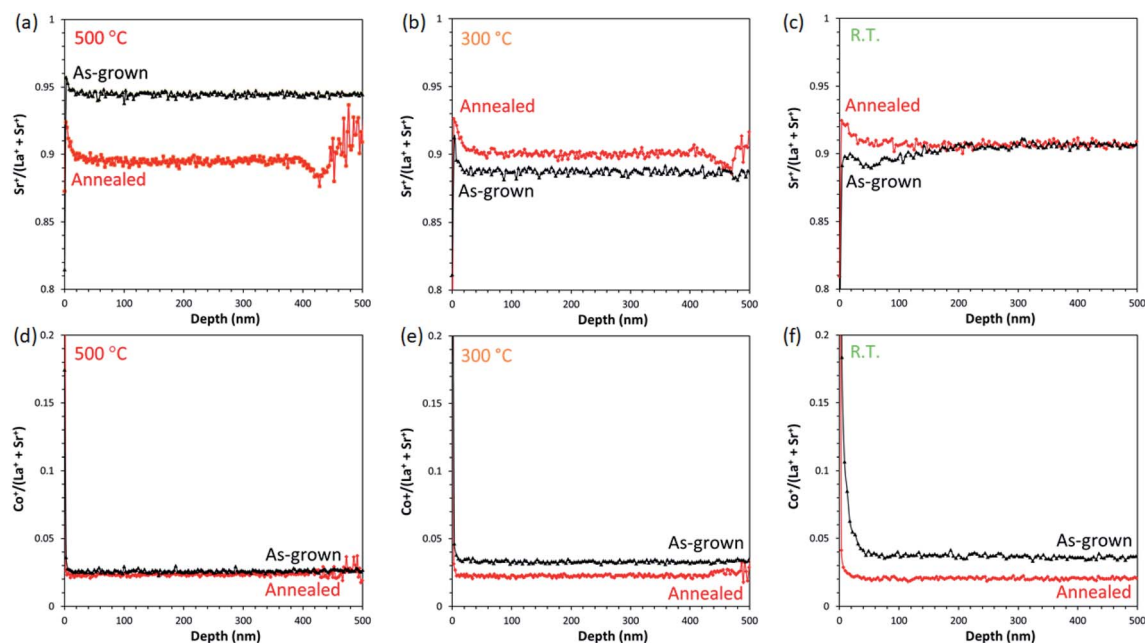 (a)
500 °C
As-grown
Annealed
Sr⁺/(La⁺ + Sr⁺)
1
0.95
0.9
0.85
0.8
0 100 200 300 400 500
Depth (nm)
(b)
300 °C
Annealed
As-grown
Sr⁺/(La⁺ + Sr⁺)
1
0.95
0.9
0.85
0.8
0 100 200 300 400 500
Depth (nm)
(c)
R.T.
Annealed
As-grown
Sr⁺/(La⁺ + Sr⁺)
1
0.95
0.9
0.85
0.8
0 100 200 300 400 500
Depth (nm)
(d)
500 °C
As-grown
Annealed
Co⁺/(La⁺ + Sr⁺)
0.2
0.15
0.1
0.05
0
0 100 200 300 400 500
Depth (nm)
(e)
300 °C
As-grown
Annealed
Co+/(La⁺ + Sr⁺)
0.2
0.15
0.1
0.05
0
0 100 200 300 400 500
Depth (nm)
(f)
R.T.
As-grown
Annealed
Co⁺/(La⁺ + Sr⁺)
0.2
0.15
0.1
0.05
0
0 100 200 300 400 500
Depth (nm)